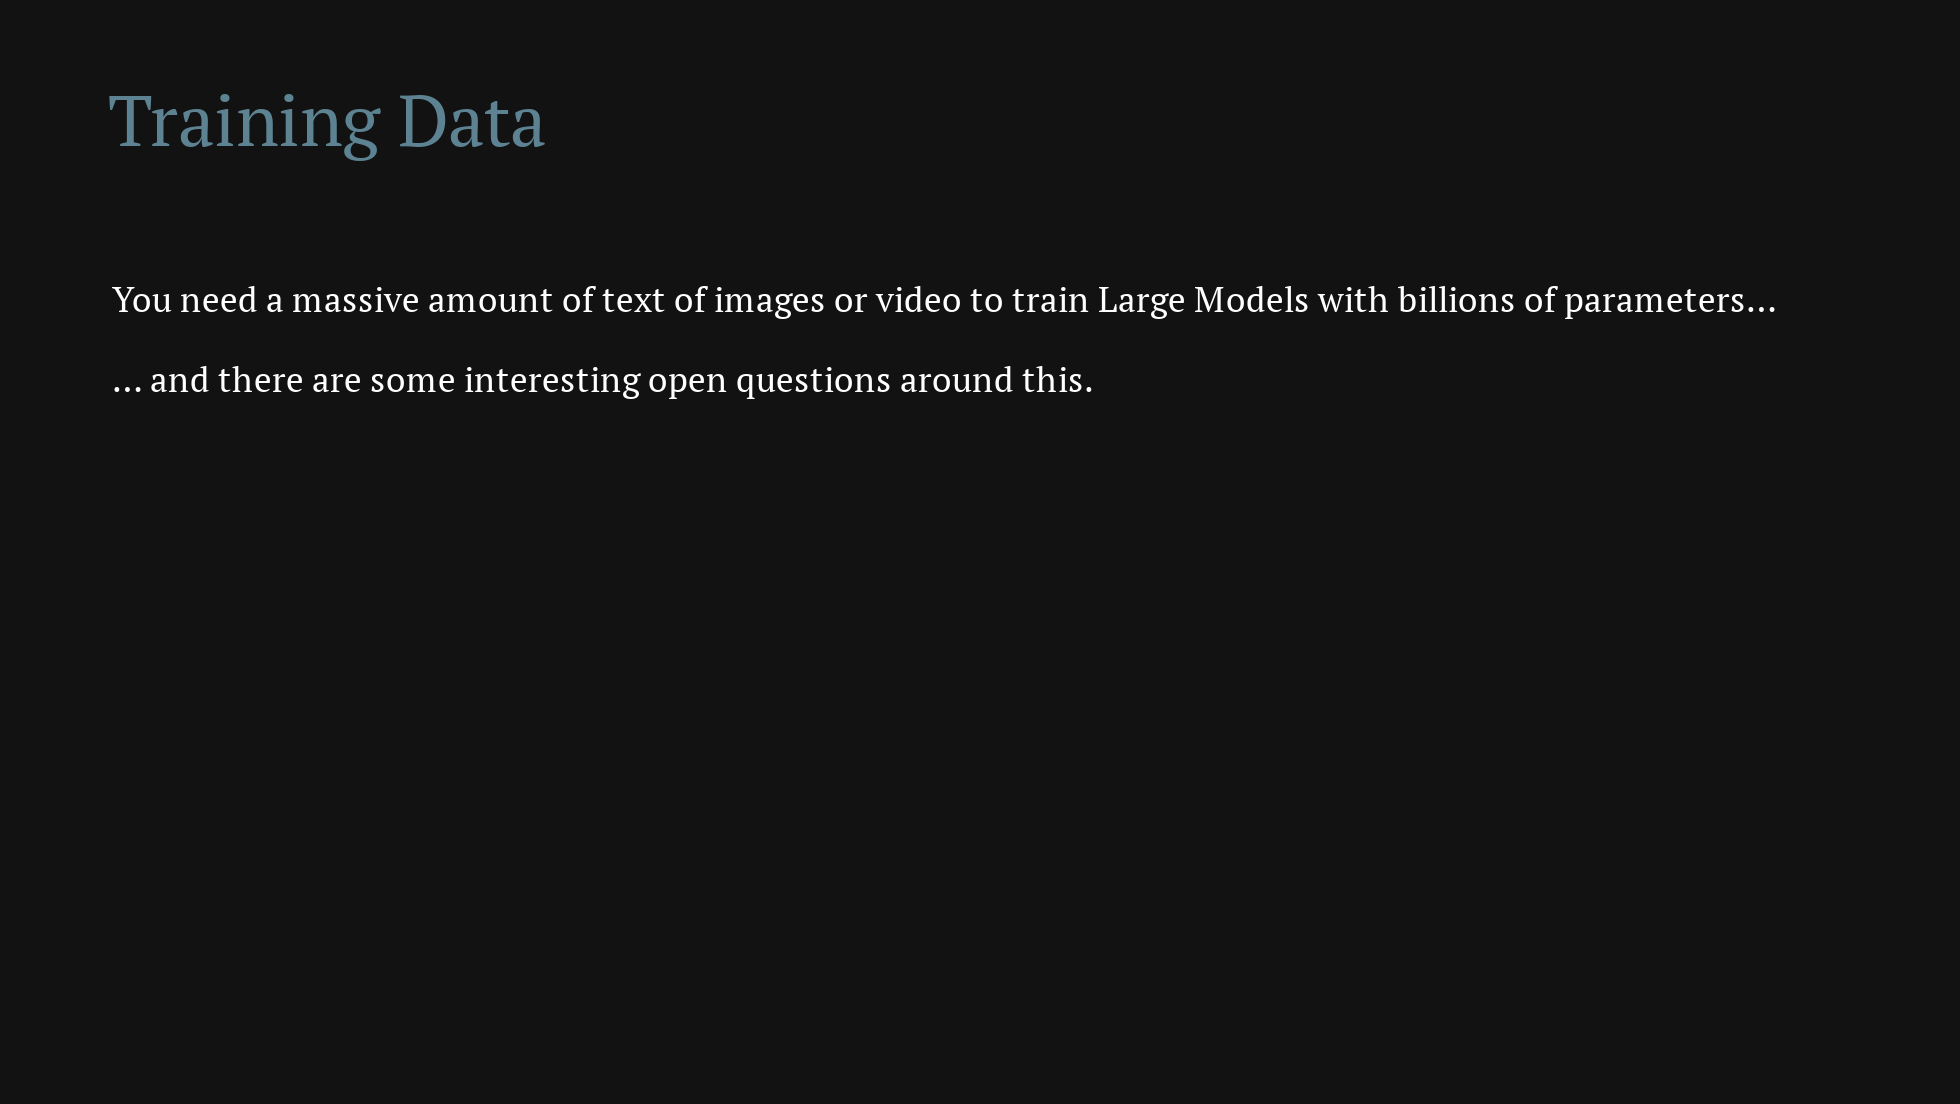 Training Data
You need a massive amount of text of images or video to train Large Models with billions of parameters…
… and there are some interesting open questions around this.